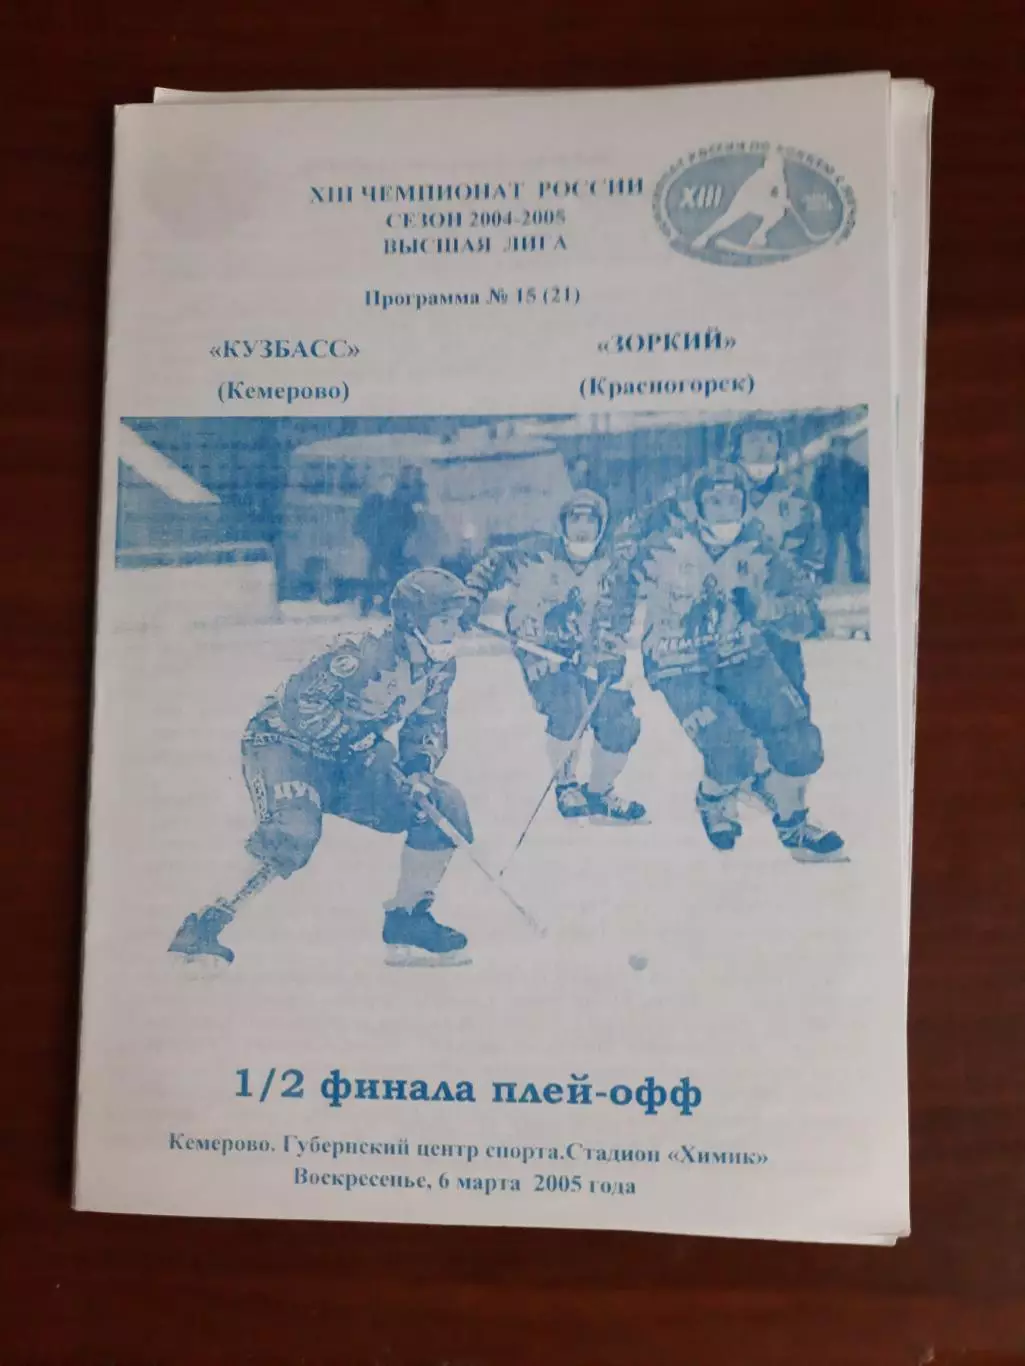 XIII ЧЕМПИОНАТ РОССИИ
СЕЗОН 2004-2005
ВЫСШАЯ ЛИГА
XIII
Программа № 15 (21)
«КУЗБАСС»
(Кемерово)
«ЗОРКИЙ»
(Красногорск)
1/2 финала плей-офф
Кемерово. Губернский центр спорта.Стадион «Химик»
Воскресенье, 6 марта 2005 года